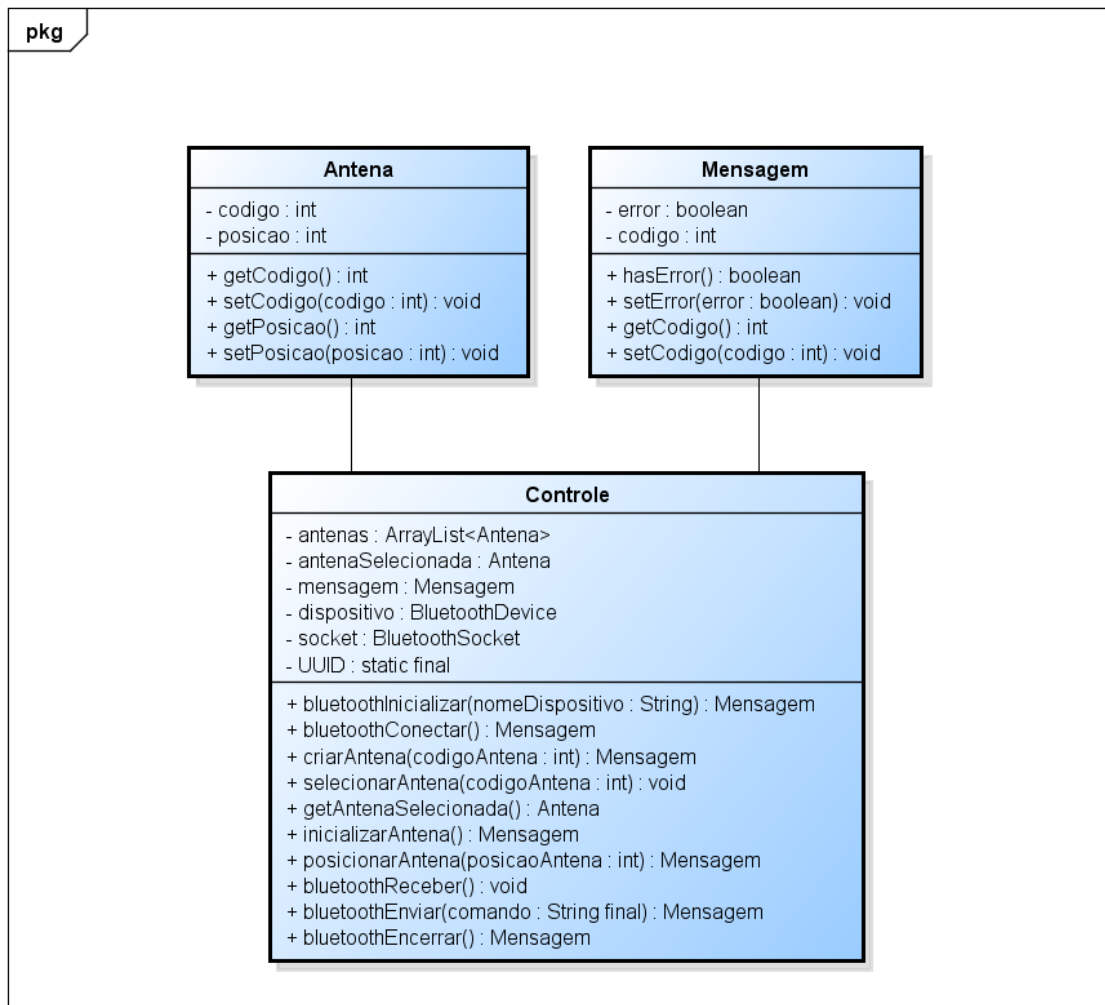 pkg
Antena
- codigo : int
- posicao : int
+ getCodigo() : int
+ setCodigo(codigo : int) : void
+ getPosicao() : int
+ setPosicao(posicao : int) : void
Mensagem
- error : boolean
- codigo : int
+ hasError() : boolean
+ setError(error : boolean) : void
+ getCodigo() : int
+ setCodigo(codigo : int) : void
Controle
- antenas : ArrayList<Antena>
- antenaSelecionada : Antena
- mensagem : Mensagem
- dispositivo : BluetoothDevice
- socket : BluetoothSocket
- UUID : static final
+ bluetoothInicializar(nomeDispositivo : String) : Mensagem
+ bluetoothConectar() : Mensagem
+ criarAntena(codigoAntena : int) : Mensagem
+ selecionarAntena(codigoAntena : int) : void
+ getAntenaSelecionada() : Antena
+ inicializarAntena() : Mensagem
+ posicionarAntena(posicaoAntena : int) : Mensagem
+ bluetoothReceber() : void
+ bluetoothEnviar(comando : String final) : Mensagem
+ bluetoothEncerrar() : Mensagem